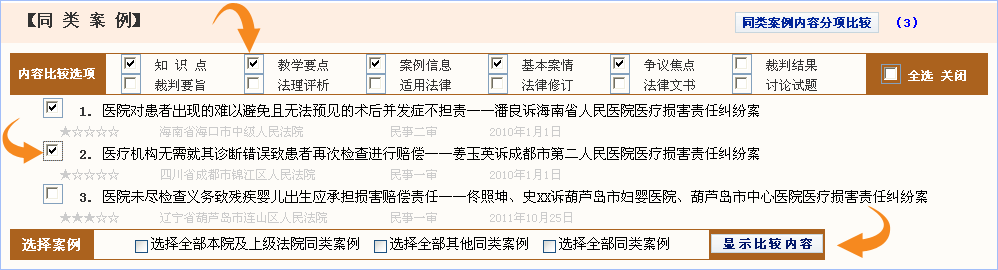 【同 类 案 例】 同类案例内容分项比较 (3)
内容比较选项 知 识 点 教学要点 案例信息 基本案情 争议焦点 裁判结果 全选 关闭
裁判要旨 法理评析 适用法律 法律修订 法律文书 讨论试题
1. 医院对患者出现的难以避免且无法预见的术后并发症不担责——潘良诉海南省人民医院医疗损害责任纠纷案
★☆☆☆☆ 海南省海口市中级人民法院 民事二审 2010年1月1日
2. 医疗机构无需就其诊断错误致患者再次检查进行赔偿——姜玉英诉成都市第二人民医院医疗损害责任纠纷案
★☆☆☆☆ 四川省成都市锦江区人民法院 民事一审 2010年1月1日
3. 医院未尽检查义务致残疾婴儿出生应承担损害赔偿责任——佟照坤、史xx诉葫芦岛市妇婴医院、葫芦岛市中心医院医疗损害责任纠纷案
★★★☆☆ 辽宁省葫芦岛市连山区人民法院 民事一审 2011年10月25日
选择案例 选择全部本院及上级法院同类案例 选择全部其他同类案例 选择全部同类案例 显示比较内容